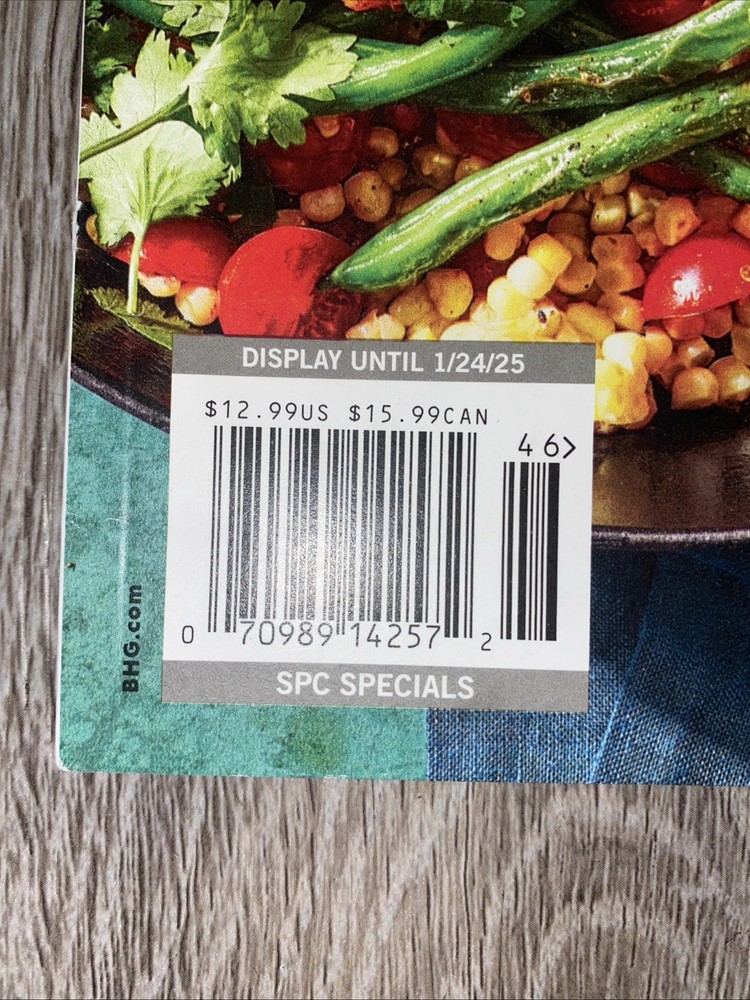 DISPLAY UNTIL 1/24/25
$12.99US $15.99CAN
46>
0 70989 14257 2
SPC SPECIALS
BHG.com